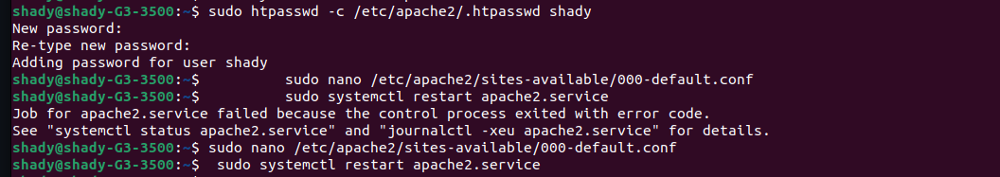 shady@shady-G3-3500:~$ sudo htpasswd -c /etc/apache2/.htpasswd shady
New password:
Re-type new password:
Adding password for user shady
shady@shady-G3-3500:~$          sudo nano /etc/apache2/sites-available/000-default.conf
shady@shady-G3-3500:~$          sudo systemctl restart apache2.service
Job for apache2.service failed because the control process exited with error code.
See "systemctl status apache2.service" and "journalctl -xeu apache2.service" for details.
shady@shady-G3-3500:~$ sudo nano /etc/apache2/sites-available/000-default.conf
shady@shady-G3-3500:~$  sudo systemctl restart apache2.service